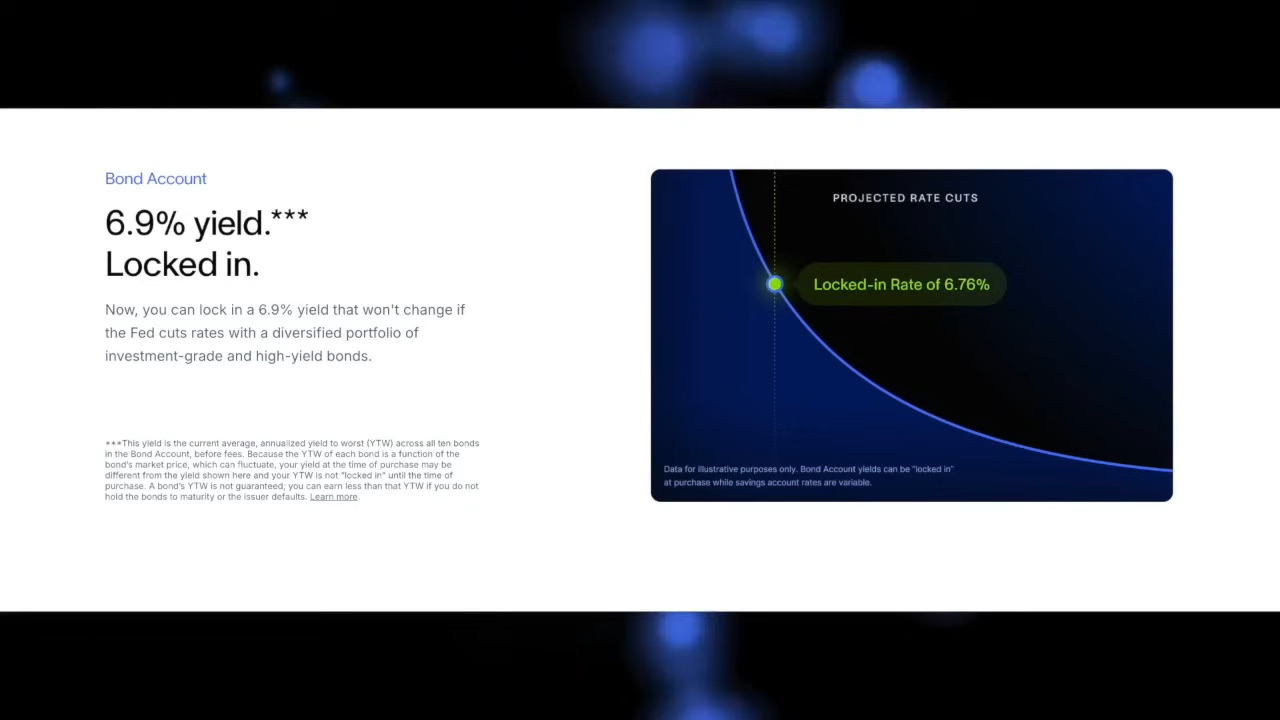 Bond Account
6.9% yield.***
Locked in.
Now, you can lock in a 6.9% yield that won't change if
the Fed cuts rates with a diversified portfolio of
investment-grade and high-yield bonds.
***This yield is the current average, annualized yield to worst (YTW) across all ten bonds
in the Bond Account, before fees. Because the YTW of each bond is a function of the
bond's market price, which can fluctuate, your yield at the time of purchase may be
different from the yield shown here and your YTW is not "locked in" until the time of
purchase. A bond's YTW is not guaranteed; you can earn less than that YTW if you do not
hold the bonds to maturity or the issuer defaults. Learn more.
PROJECTED RATE CUTS
Locked-in Rate of 6.76%
Data for illustrative purposes only. Bond Account yields can be "locked in"
at purchase while savings account rates are variable.